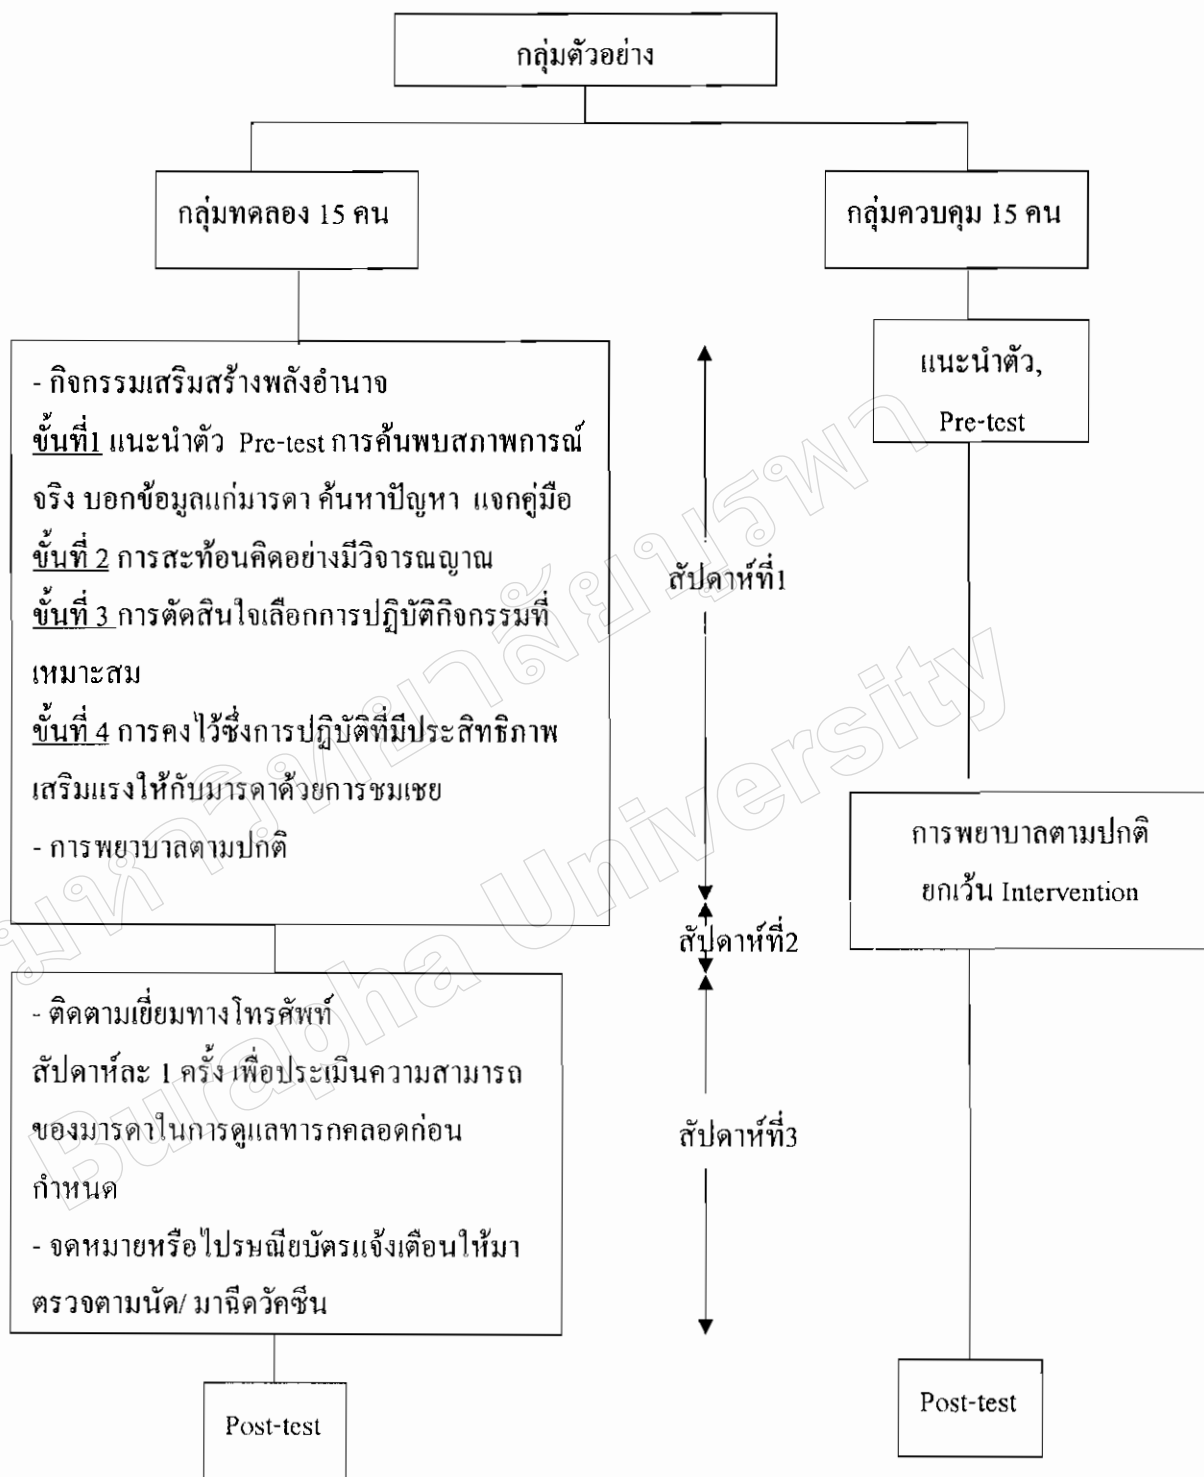 กลุ่มตัวอย่าง
กลุ่มทดลอง 15 คน
กลุ่มควบคุม 15 คน
- กิจกรรมเสริมสร้างพลังอำนาจ
ขั้นที่1 แนะนำตัว Pre-test การค้นพบสภาพการณ์
จริง บอกข้อมูลแก่มารดา ค้นหาปัญหา แจกคู่มือ
ขั้นที่ 2 การสะท้อนคิดอย่างมีวิจารณญาณ
ขั้นที่ 3 การตัดสินใจเลือกการปฏิบัติกิจกรรมที่
เหมาะสม
ขั้นที่ 4 การคงไว้ซึ่งการปฏิบัติที่มีประสิทธิภาพ
เสริมแรงให้กับมารดาด้วยการชมเชย
- การพยาบาลตามปกติ
สัปดาห์ที่1
แนะนำตัว,
Pre-test
การพยาบาลตามปกติ
ยกเว้น Intervention
สัปดาห์ที่2
- ติดตามเยี่ยมทางโทรศัพท์
สัปดาห์ละ 1 ครั้ง เพื่อประเมินความสามารถ
ของมารดาในการดูแลทารกคลอดก่อน
กำหนด
- จดหมายหรือไปรษณียบัตรแจ้งเตือนให้มา
ตรวจตามนัด/ มาฉีดวัคซีน
สัปดาห์ที่3
Post-test
Post-test
มหาวิทยาลัยบูรพา
Burapha University